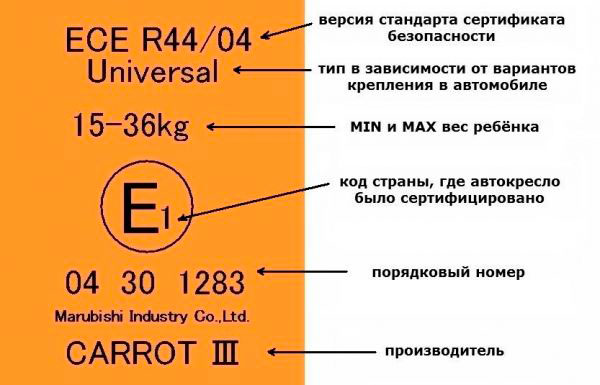 ECE R44/04
версия стандарта сертификата
безопасности
Universal
тип в зависимости от вариантов
крепления в автомобиле
15-36kg
MIN и MAX вес ребёнка
E1
код страны, где автокресло
было сертифицировано
04 30 1283
порядковый номер
Marubishi Industry Co.,Ltd.
CARROT III
производитель